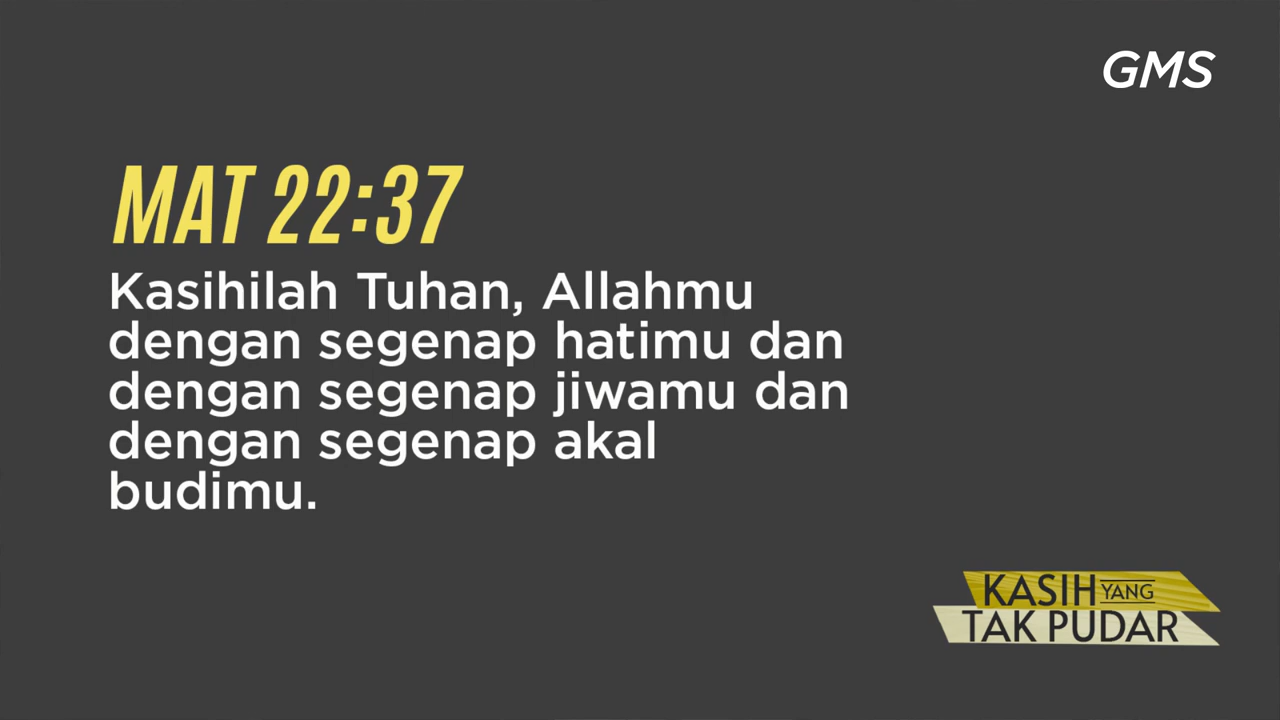 GMS
MAT 22:37
Kasihilah Tuhan, Allahmu
dengan segenap hatimu dan
dengan segenap jiwamu dan
dengan segenap akal
budimu.
KASIH YANG
TAK PUDAR